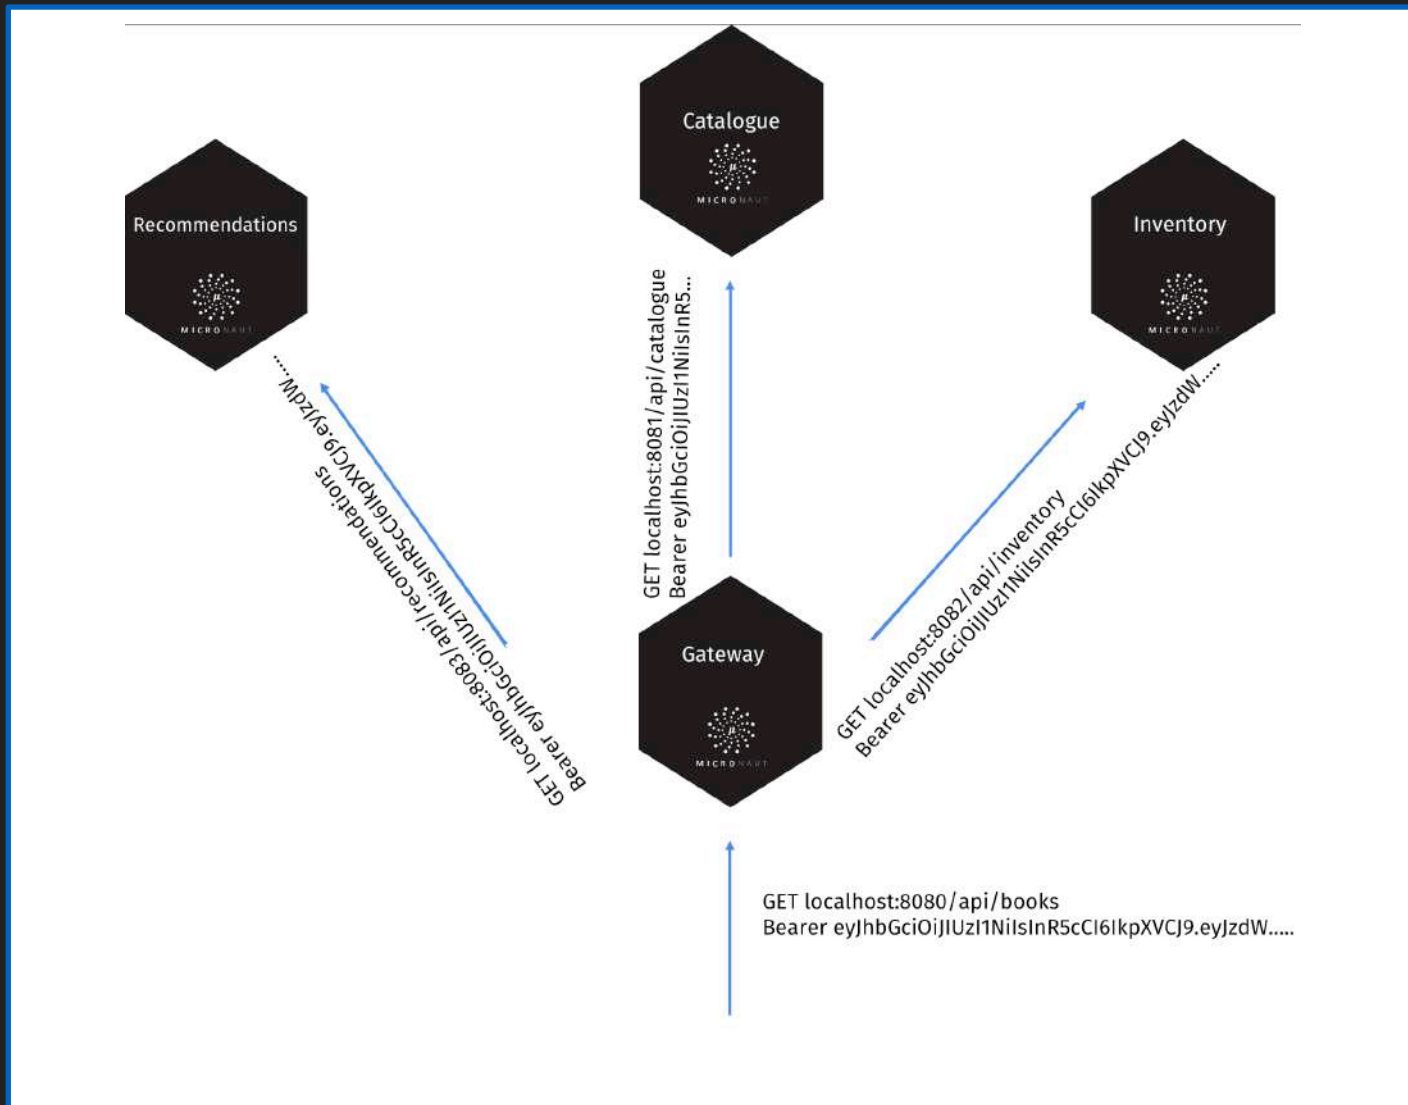 Catalogue
μ
MICRONAUT
Recommendations
μ
MICRONAUT
Inventory
μ
MICRONAUT
GET localhost:8083/api/recommendations
Bearer eyJhbGciOiJIUzI1NiIsInR5cCI6IkpXVCJ9.eyJzdW.....
GET localhost:8081/api/catalogue
Bearer eyJhbGciOiJIUzI1NiIsInR5...
GET localhost:8082/api/inventory
Bearer eyJhbGciOiJIUzI1NiIsInR5cCI6IkpXVCJ9.eyJzdW.....
Gateway
μ
MICRONAUT
GET localhost:8080/api/books
Bearer eyJhbGciOiJIUzI1NiIsInR5cCI6IkpXVCJ9.eyJzdW.....